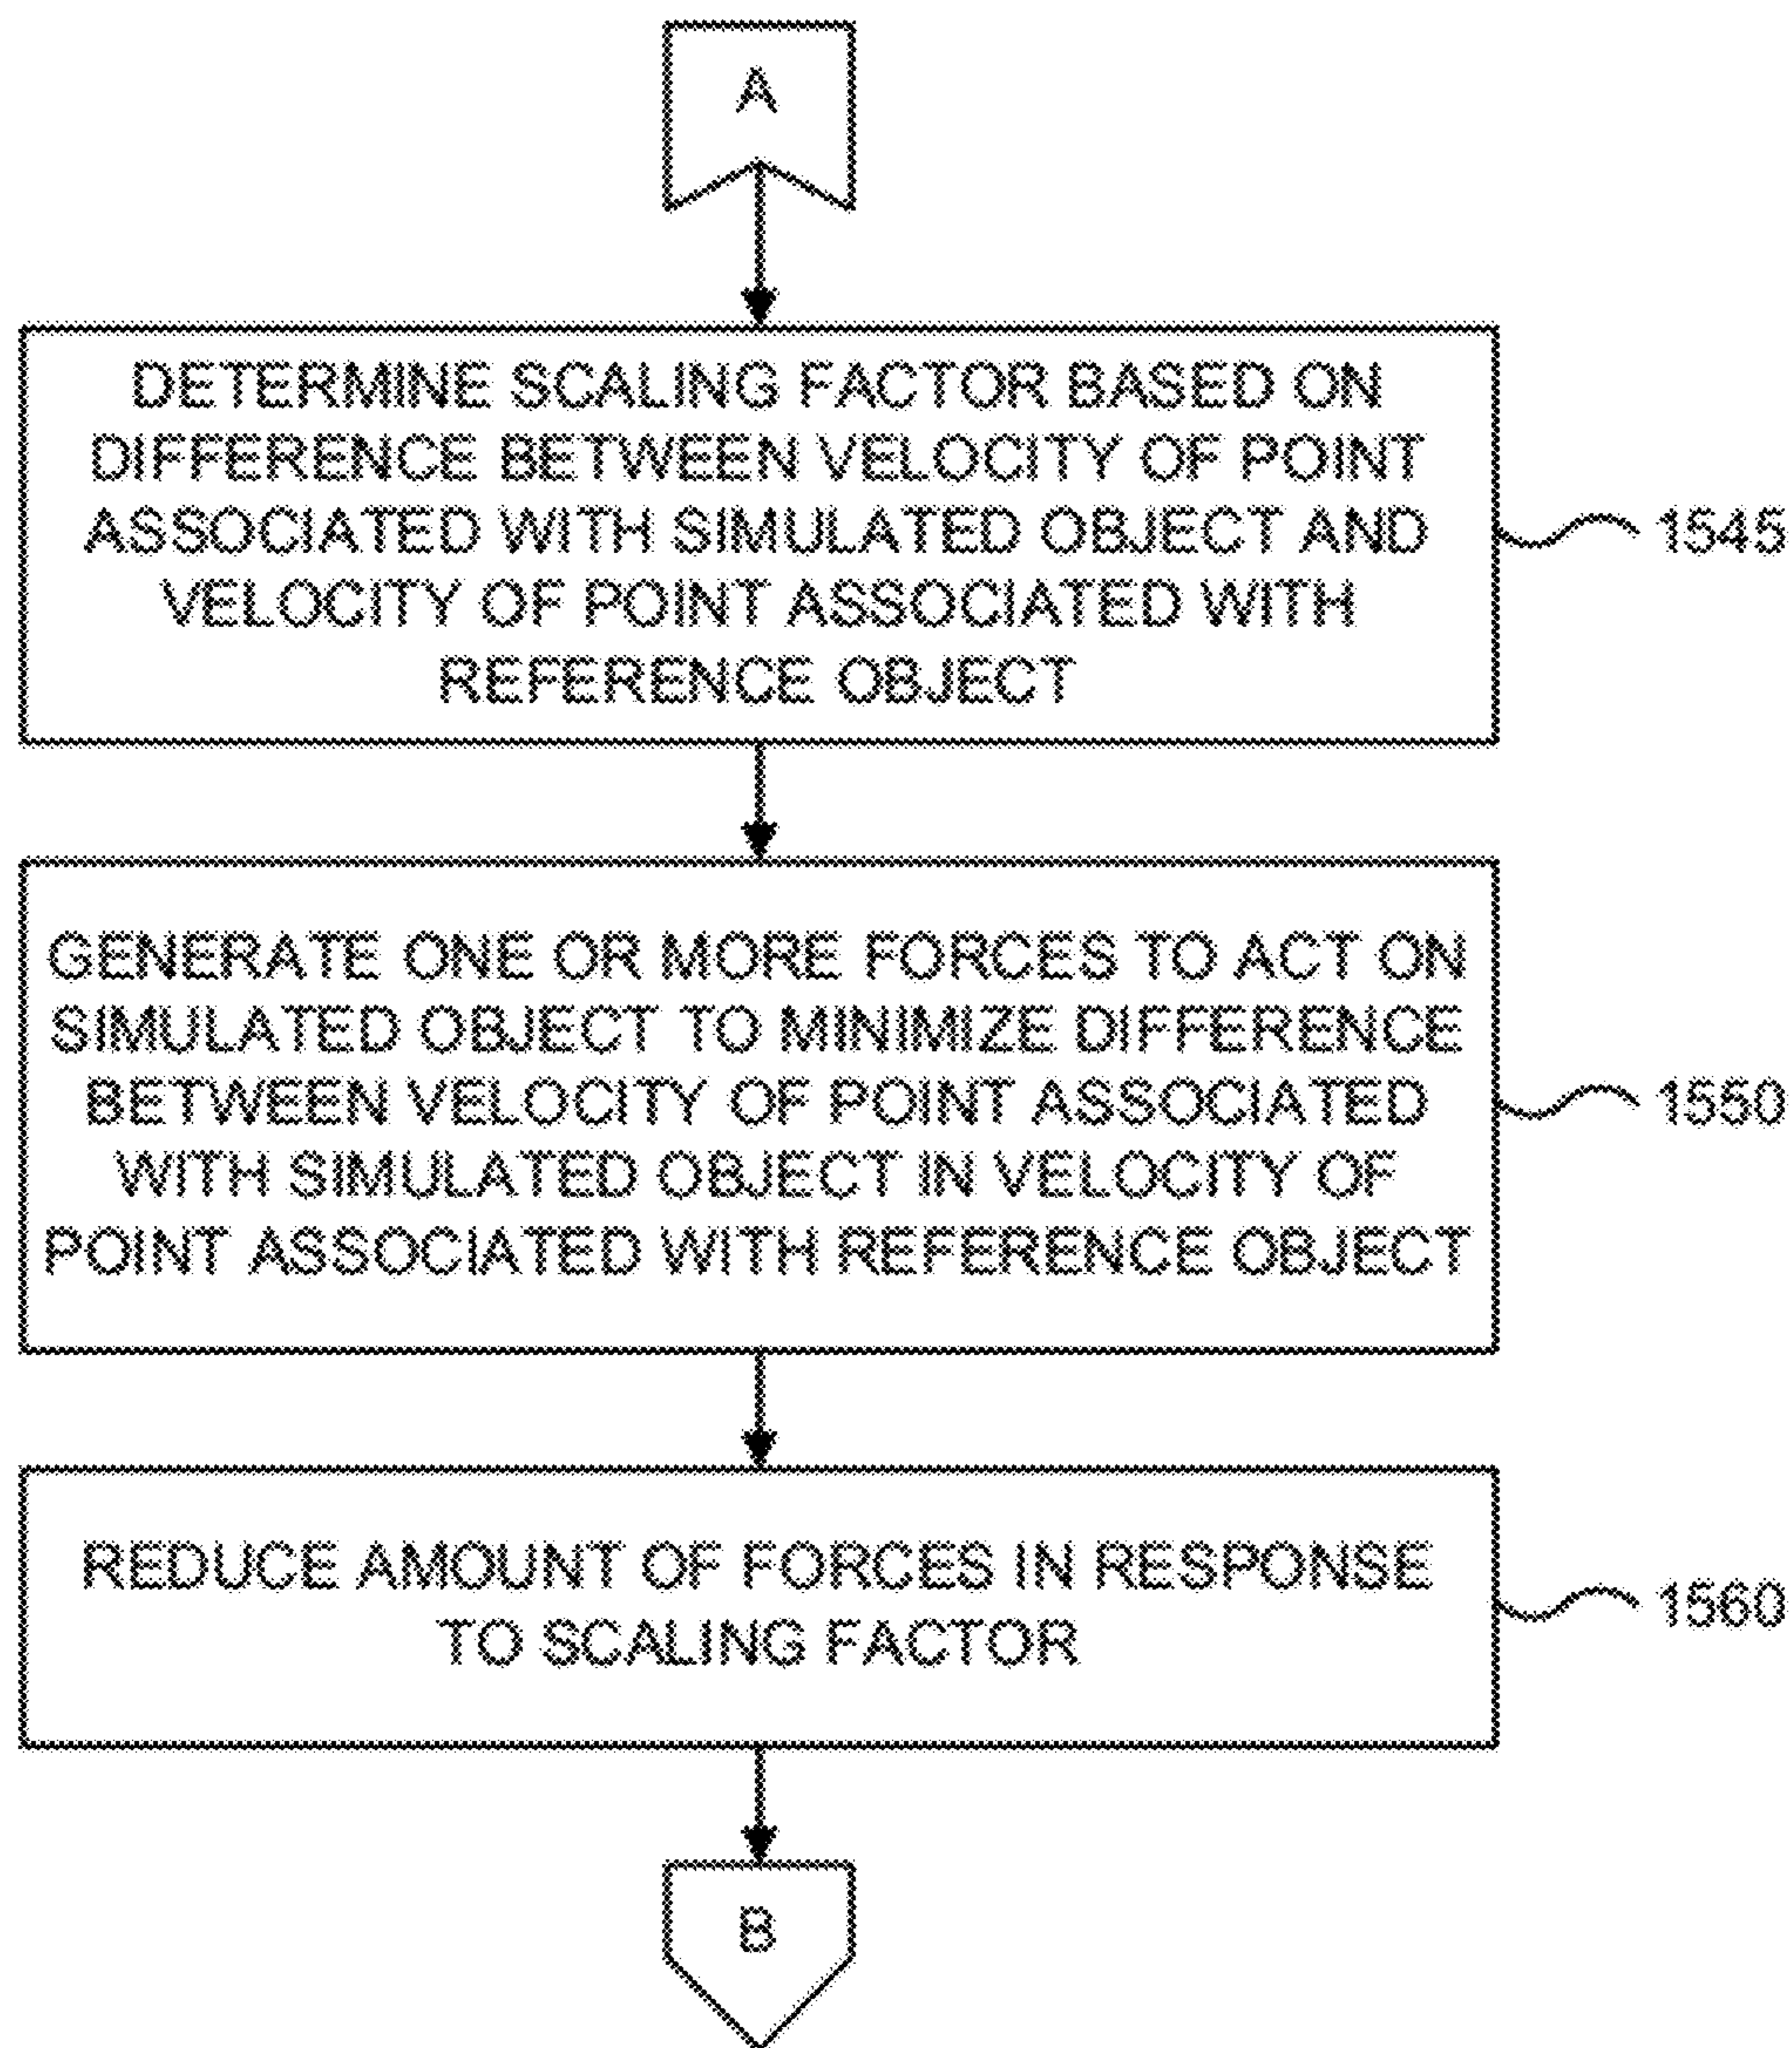 A
DETERMINE SCALING FACTOR BASED ON
DIFFERENCE BETWEEN VELOCITY OF POINT
ASSOCIATED WITH SIMULATED OBJECT AND
VELOCITY OF POINT ASSOCIATED WITH
REFERENCE OBJECT
1545
GENERATE ONE OR MORE FORCES TO ACT ON
SIMULATED OBJECT TO MINIMIZE DIFFERENCE
BETWEEN VELOCITY OF POINT ASSOCIATED
WITH SIMULATED OBJECT IN VELOCITY OF
POINT ASSOCIATED WITH REFERENCE OBJECT
1550
REDUCE AMOUNT OF FORCES IN RESPONSE
TO SCALING FACTOR
1560
B